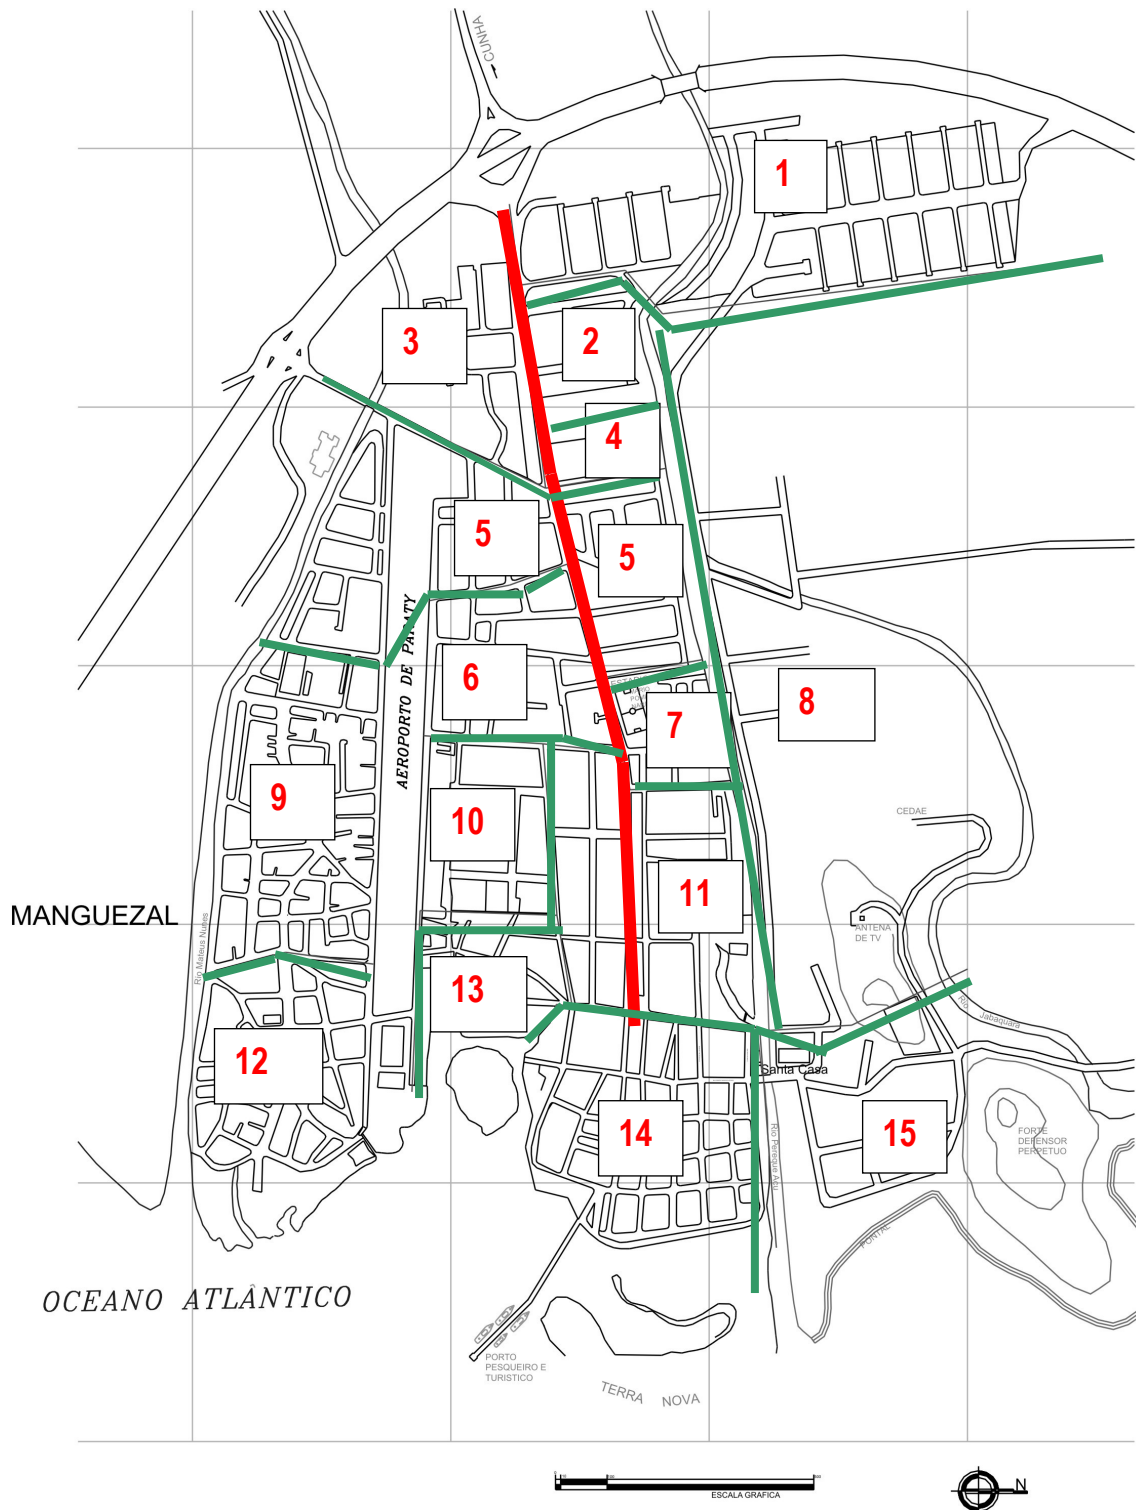 CUNHA
1
2
3
4
5
5
AEROPORTO DE PARATY
6
7
8
9
CEDAE
10
11
MANGUEZAL
Rio Mateus Nunes
ANTENA
DE TV
13
Rio Jabaquara
12
Santa Casa
14
15
FORTE
DEFENSOR
PERPETUO
Rio Pereque Açu
PONTAL
OCEANO ATLÂNTICO
PORTO
PESQUEIRO E
TURISTICO
TERRA NOVA
ESCALA GRAFICA
N